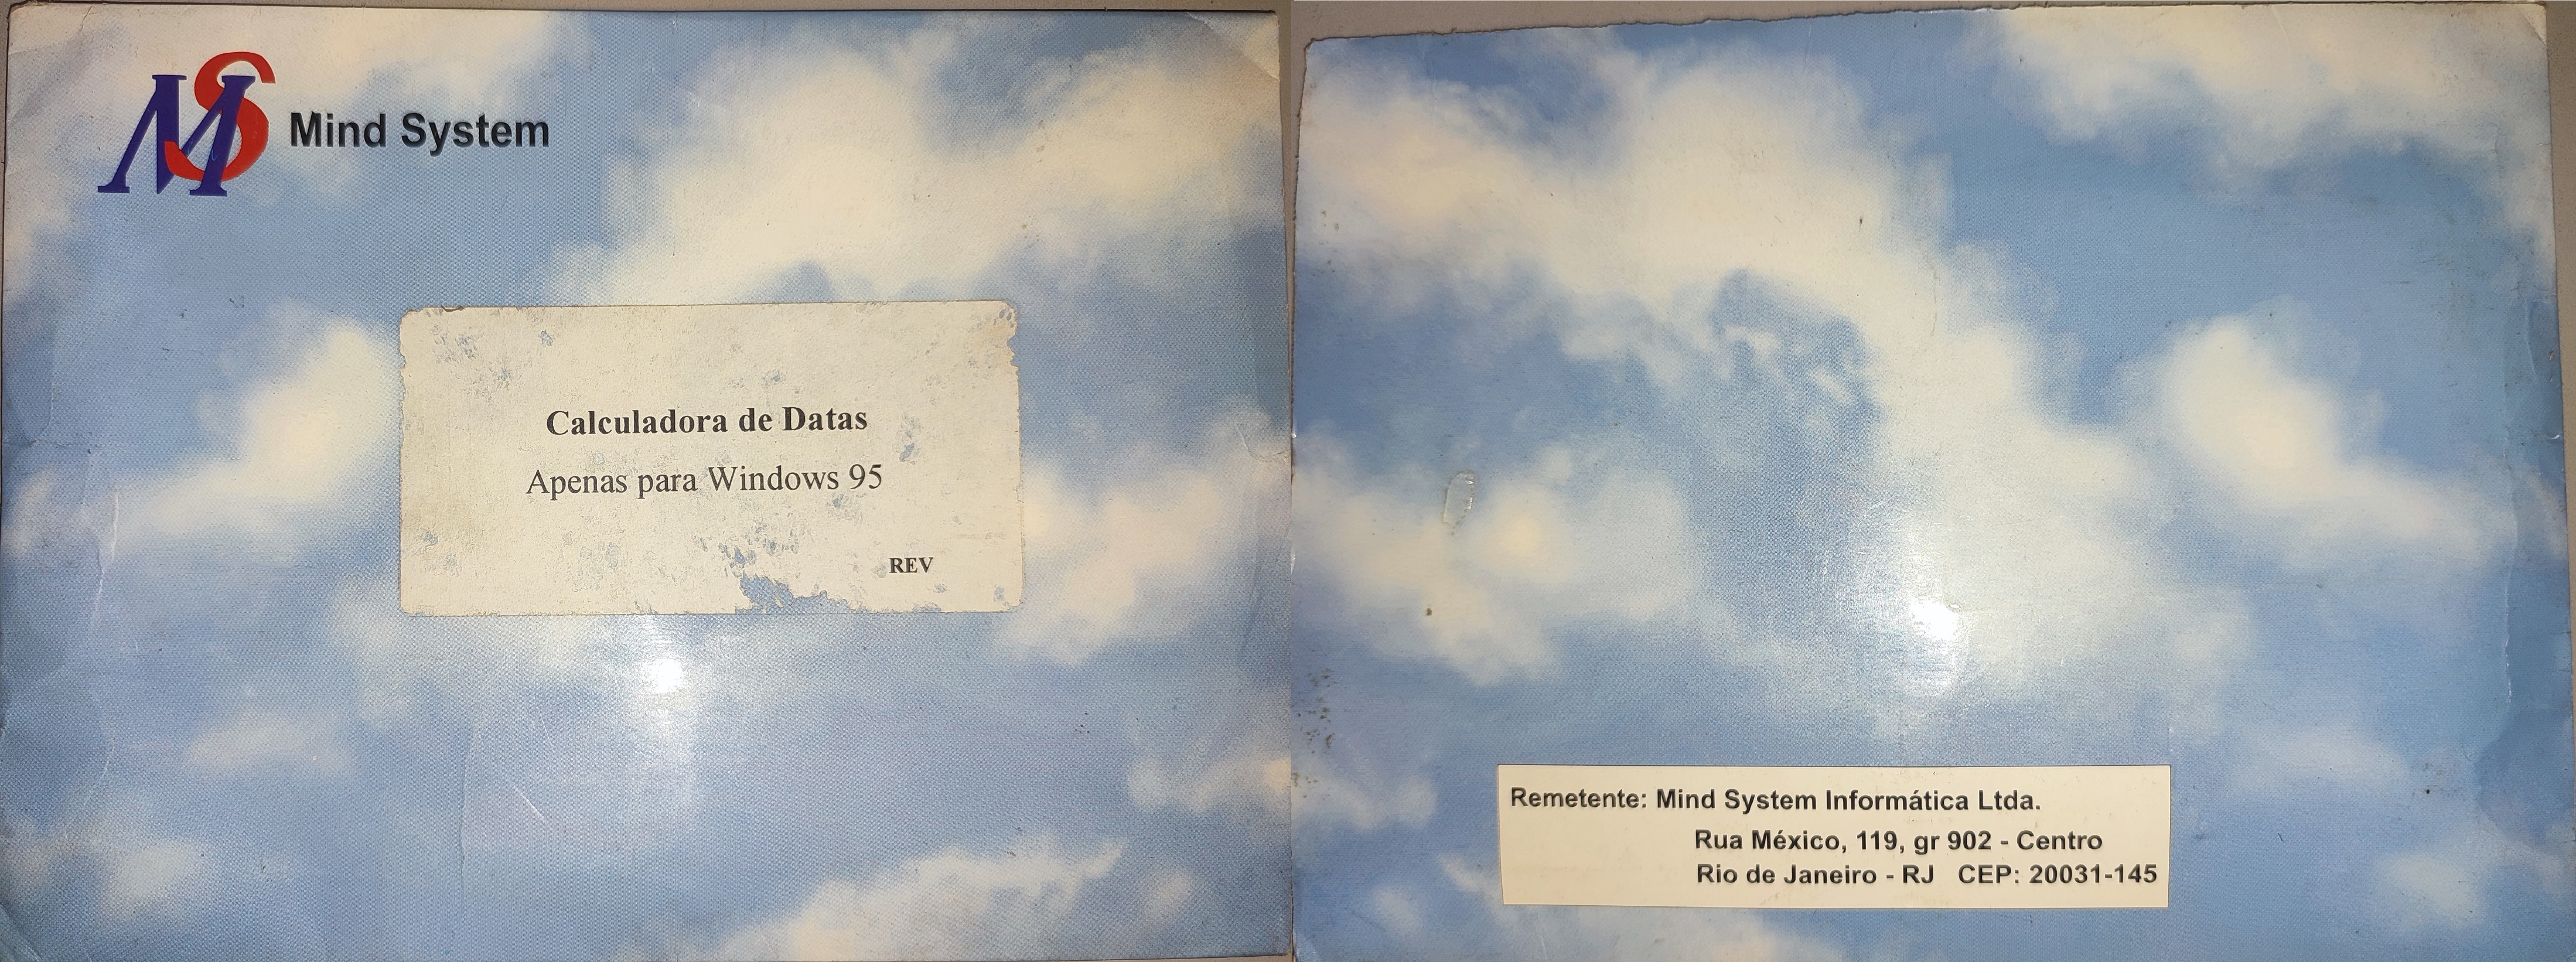 MS Mind System
Calculadora de Datas
Apenas para Windows 95
REV
Remetente: Mind System Informática Ltda.
Rua México, 119, gr 902 - Centro
Rio de Janeiro - RJ CEP: 20031-145